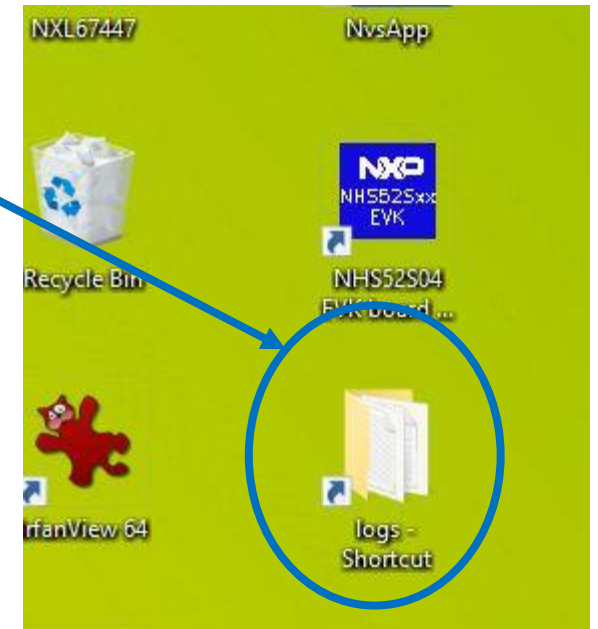 NXL67447
NvsApp
NXP
NHS52Sxx
EVK
Recycle Bin
NHS52S04
EVK board ...
rfanView 64
logs -
Shortcut